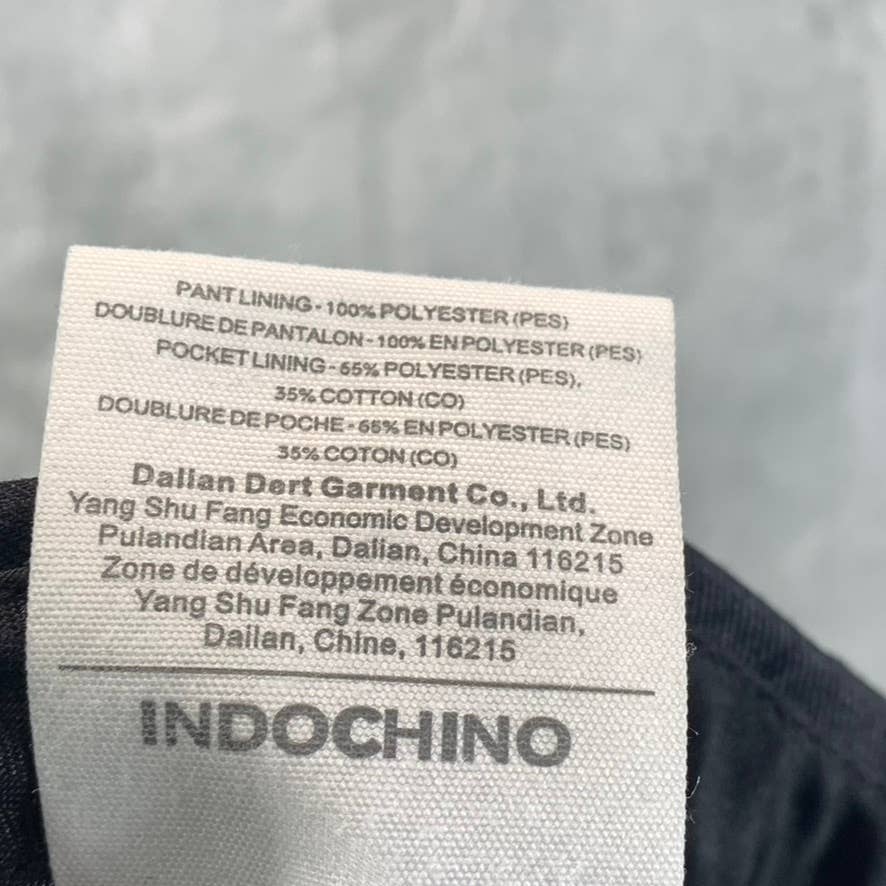 PANT LINING - 100% POLYESTER (PES)
DOUBLURE DE PANTALON - 100% EN POLYESTER (PES)
POCKET LINING - 65% POLYESTER (PES),
35% COTTON (CO)
DOUBLURE DE POCHE - 65% EN POLYESTER (PES)
35% COTON (CO)
Dalian Dert Garment Co., Ltd.
Yang Shu Fang Economic Development Zone
Pulandian Area, Dalian, China 116215
Zone de développement économique
Yang Shu Fang Zone Pulandian,
Dalian, Chine, 116215
INDOCHINO